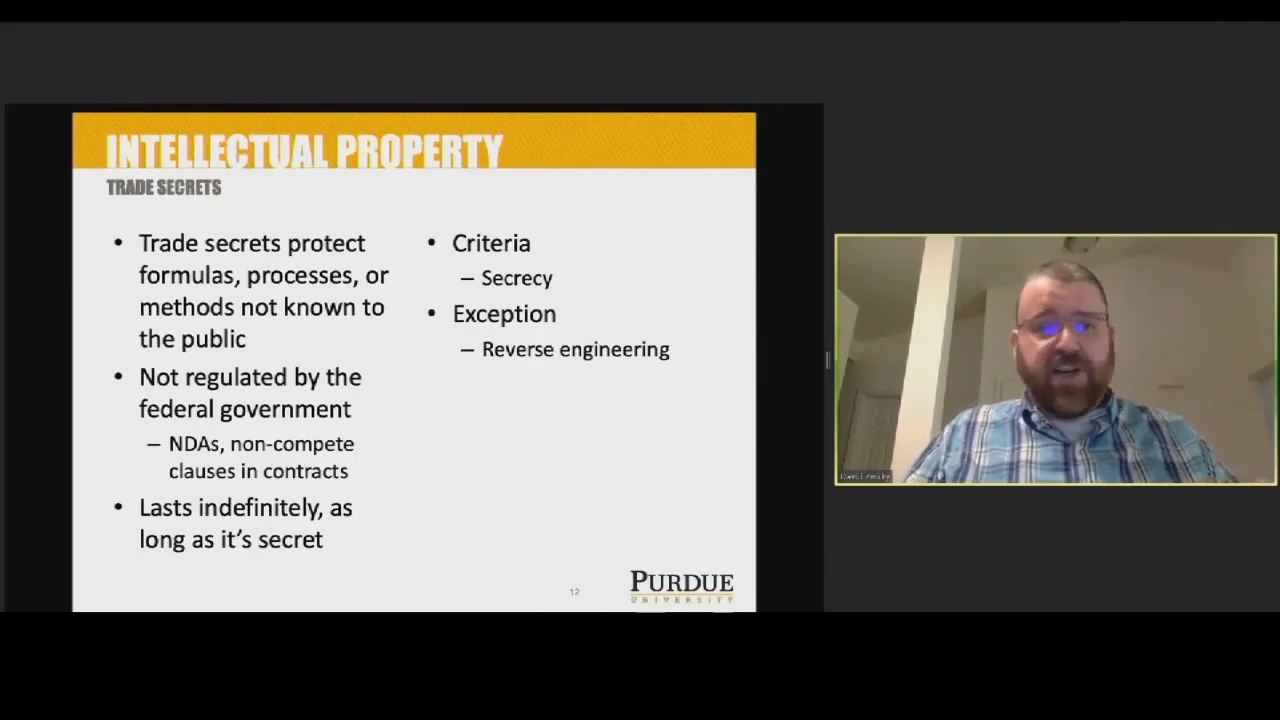 INTELLECTUAL PROPERTY
TRADE SECRETS
• Trade secrets protect
formulas, processes, or
methods not known to
the public
• Not regulated by the
federal government
– NDAs, non-compete
clauses in contracts
• Lasts indefinitely, as
long as it's secret
• Criteria
– Secrecy
• Exception
– Reverse engineering
12
PURDUE
UNIVERSITY
David